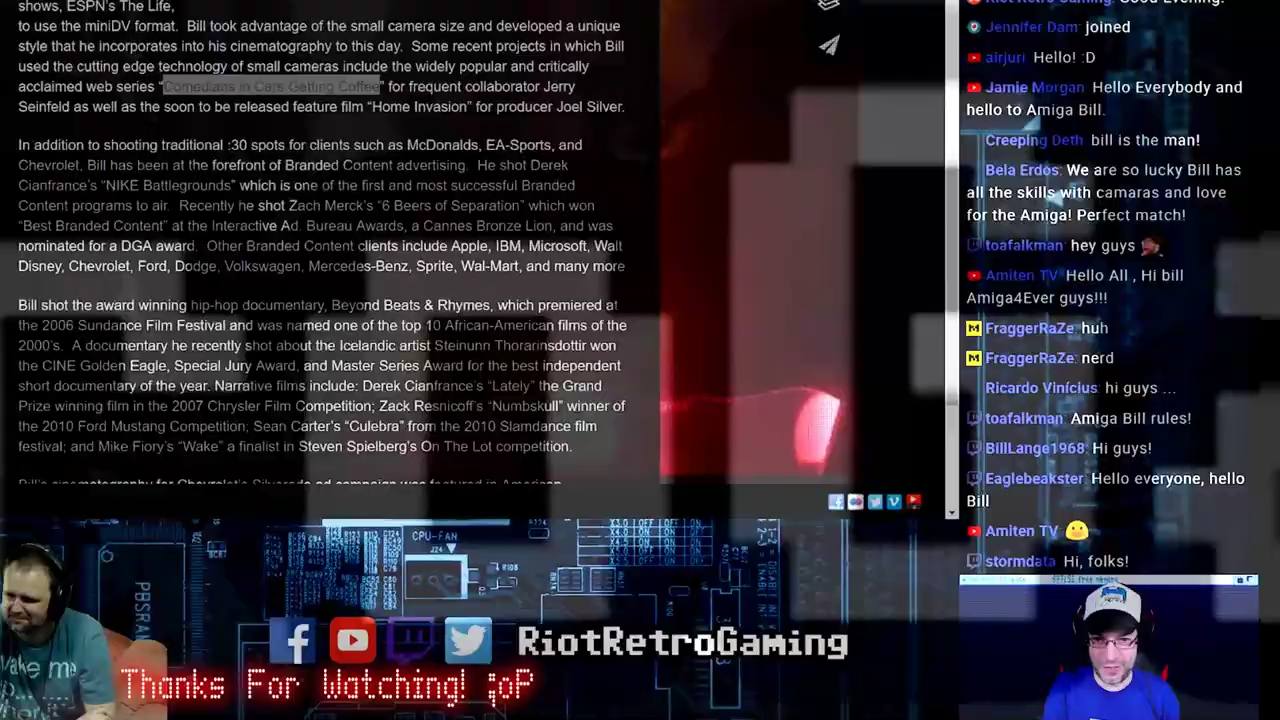 shows, ESPN's The Life,
to use the miniDV format.  Bill took advantage of the small camera size and developed a unique
style that he incorporates into his cinematography to this day.  Some recent projects in which Bill
used the cutting edge technology of small cameras include the widely popular and critically
acclaimed web series “Comedians in Cars Getting Coffee” for frequent collaborator Jerry
Seinfeld as well as the soon to be released feature film “Home Invasion” for producer Joel Silver.
In addition to shooting traditional :30 spots for clients such as McDonalds, EA-Sports, and
Chevrolet, Bill has been at the forefront of Branded Content advertising.  He shot Derek
Cianfrance's “NIKE Battlegrounds” which is one of the first and most successful Branded
Content programs to air.  Recently he shot Zach Merck's “6 Beers of Separation” which won
“Best Branded Content” at the Interactive Ad. Bureau Awards, a Cannes Bronze Lion, and was
nominated for a DGA award.  Other Branded Content clients include Apple, IBM, Microsoft, Walt
Disney, Chevrolet, Ford, Dodge, Volkswagen, Mercedes-Benz, Sprite, Wal-Mart, and many more
Bill shot the award winning hip-hop documentary, Beyond Beats & Rhymes, which premiered at
the 2006 Sundance Film Festival and was named one of the top 10 African-American films of the
2000's.  A documentary he recently shot about the Icelandic artist Steinunn Thorarinsdottir won
the CINE Golden Eagle, Special Jury Award, and Master Series Award for the best independent
short documentary of the year. Narrative films include: Derek Cianfrance's “Lately” the Grand
Prize winning film in the 2007 Chrysler Film Competition; Zack Resnicoff's “Numbskull” winner of
the 2010 Ford Mustang Competition; Sean Carter's “Culebra” from the 2010 Slamdance film
festival; and Mike Fiory's “Wake” a finalist in Steven Spielberg's On The Lot competition.
Bill's cinematography for Chevrolet's Silverado ad campaign was featured in American
Riot Retro Gaming: Good Evening!
Jennifer Dam joined
airjuri: Hello! :D
Jamie Morgan: Hello Everybody and
hello to Amiga Bill.
Creeping Deth: bill is the man!
Bela Erdos: We are so lucky Bill has
all the skills with camaras and love
for the Amiga! Perfect match!
toafalkman: hey guys
Amiten TV: Hello All , Hi bill
Amiga4Ever guys!!!
FraggerRaZe: huh
FraggerRaZe: nerd
Ricardo Vinícius: hi guys ...
toafalkman: Amiga Bill rules!
BillLange1968: Hi guys!
Eaglebeakster: Hello everyone, hello
Bill
Amiten TV:
stormdata: Hi, folks!
CPU-FAN
J24
PBSRAM
RiotRetroGaming
Thanks For Watching! ;oP